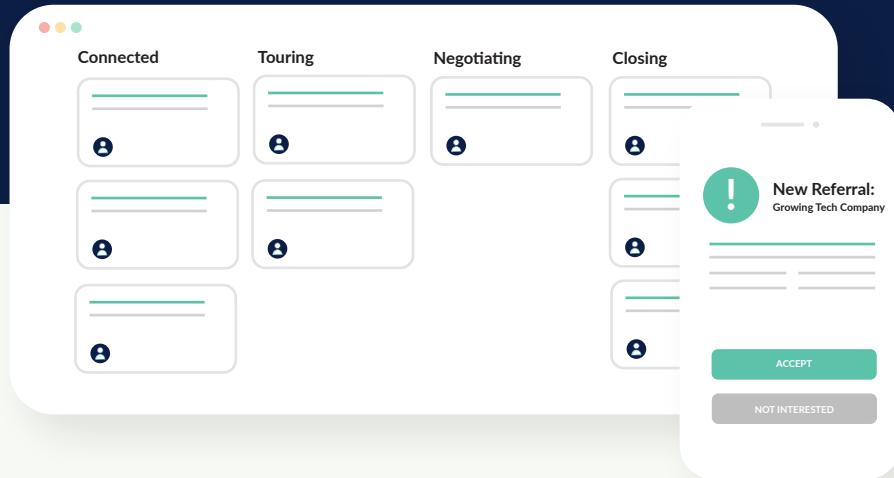 Connected
Touring
Negotiating
Closing
New Referral:
Growing Tech Company
ACCEPT
NOT INTERESTED